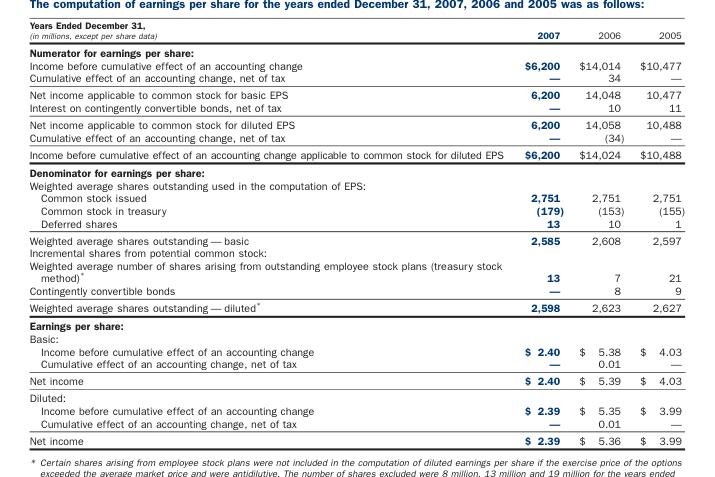 The computation of earnings per share for the years ended December 31, 2007, 2006 and 2005 was as follows:
Years Ended December 31,
(in millions, except per share data) 2007 2006 2005
Numerator for earnings per share:
Income before cumulative effect of an accounting change $6,200 $14,014 $10,477
Cumulative effect of an accounting change, net of tax — 34 —
Net income applicable to common stock for basic EPS 6,200 14,048 10,477
Interest on contingently convertible bonds, net of tax — 10 11
Net income applicable to common stock for diluted EPS 6,200 14,058 10,488
Cumulative effect of an accounting change, net of tax — (34) —
Income before cumulative effect of an accounting change applicable to common stock for diluted EPS $6,200 $14,024 $10,488
Denominator for earnings per share:
Weighted average shares outstanding used in the computation of EPS:
Common stock issued 2,751 2,751 2,751
Common stock in treasury (179) (153) (155)
Deferred shares 13 10 1
Weighted average shares outstanding — basic 2,585 2,608 2,597
Incremental shares from potential common stock:
Weighted average number of shares arising from outstanding employee stock plans (treasury stock
method)* 13 7 21
Contingently convertible bonds — 8 9
Weighted average shares outstanding — diluted* 2,598 2,623 2,627
Earnings per share:
Basic:
Income before cumulative effect of an accounting change $ 2.40 $ 5.38 $ 4.03
Cumulative effect of an accounting change, net of tax — 0.01 —
Net income $ 2.40 $ 5.39 $ 4.03
Diluted:
Income before cumulative effect of an accounting change $ 2.39 $ 5.35 $ 3.99
Cumulative effect of an accounting change, net of tax — 0.01 —
Net income $ 2.39 $ 5.36 $ 3.99
* Certain shares arising from employee stock plans were not included in the computation of diluted earnings per share if the exercise price of the options
exceeded the average market price and were antidilutive. The number of shares excluded were 8 million, 13 million and 19 million for the years ended